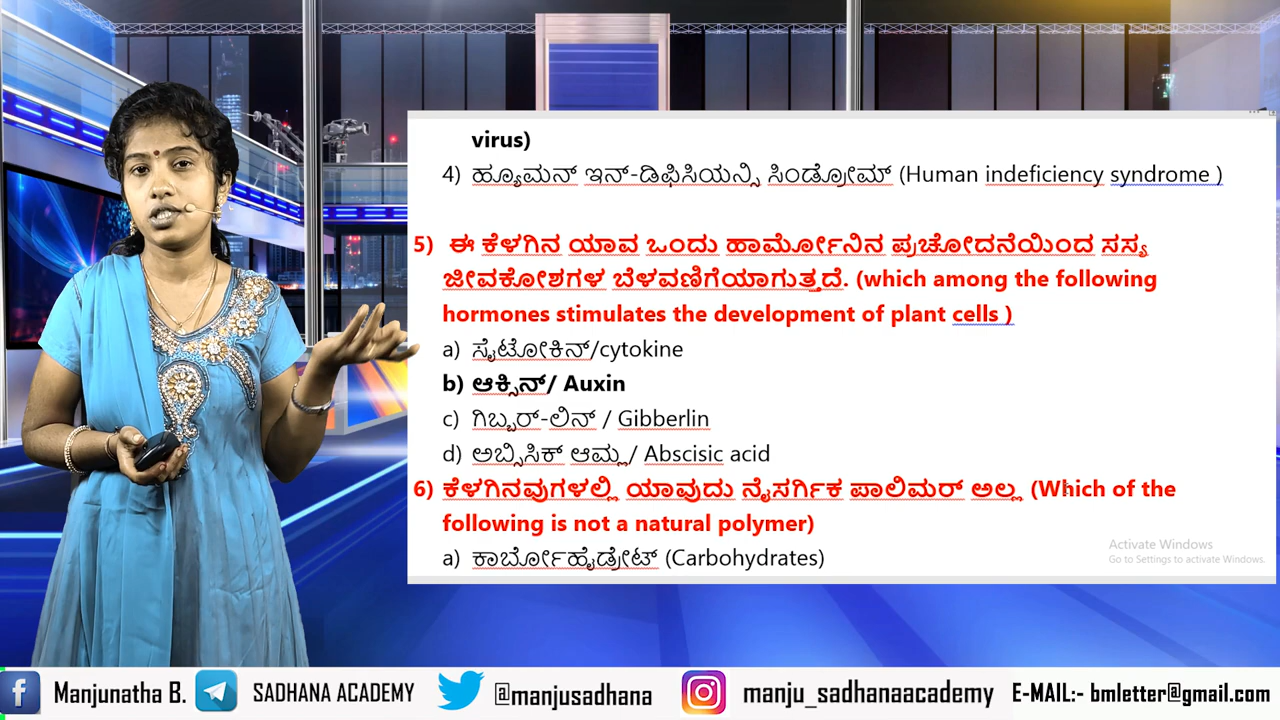 virus)
4) ಹ್ಯೂಮನ್ ಇನ್-ಡಿಫಿಸಿಯನ್ಸಿ ಸಿಂಡ್ರೋಮ್ (Human indeficiency syndrome )
5) ಈ ಕೆಳಗಿನ ಯಾವ ಒಂದು ಹಾರ್ಮೋನಿನ ಪ್ರಚೋದನೆಯಿಂದ ಸಸ್ಯ
ಜೀವಕೋಶಗಳ ಬೆಳವಣಿಗೆಯಾಗುತ್ತದೆ. (which among the following
hormones stimulates the development of plant cells )
a) ಸೈಟೋಕಿನ್/cytokine
b) ಆಕ್ಸಿನ್/ Auxin
c) ಗಿಬ್ಬರ್-ಲಿನ್ / Gibberlin
d) ಅಬ್ಸಿಸಿಕ್ ಆಮ್ಲ/ Abscisic acid
6) ಕೆಳಗಿನವುಗಳಲ್ಲಿ ಯಾವುದು ನೈಸರ್ಗಿಕ ಪಾಲಿಮರ್ ಅಲ್ಲ (Which of the
following is not a natural polymer)
a) ಕಾರ್ಬೋಹೈಡ್ರೇಟ್ (Carbohydrates)
Activate Windows
Go to Settings to activate Windows.
Manjunatha B. SADHANA ACADEMY @manjusadhana manju_sadhanaacademy E-MAIL:- bmletter@gmail.com